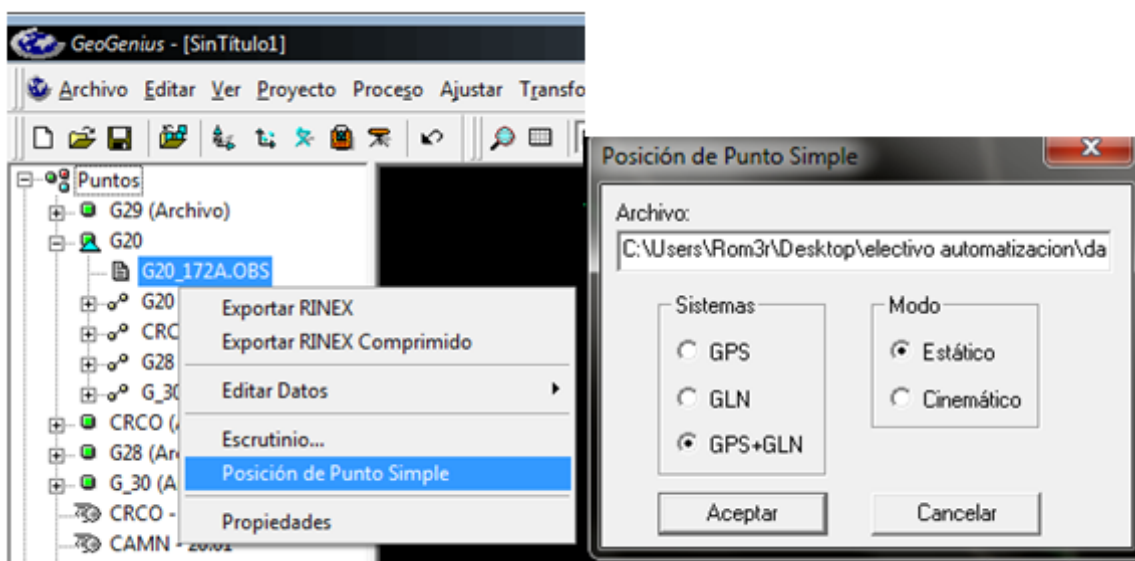 GeoGenius - [SinTítulo1]
Archivo Editar Ver Proyecto Proceso Ajustar Transfo
Puntos
G29 (Archivo)
G20
G20_172A.OBS
G20
CRC
G28
G_30
CRCO (
G28 (Ar
G_30 (A
CRCO -
CAMN - 20.01
Exportar RINEX
Exportar RINEX Comprimido
Editar Datos
Escrutinio...
Posición de Punto Simple
Propiedades
Posición de Punto Simple
Archivo:
C:\Users\Rom3r\Desktop\electivo automatizacion\da
Sistemas
GPS
GLN
GPS+GLN
Modo
Estático
Cinemático
Aceptar
Cancelar